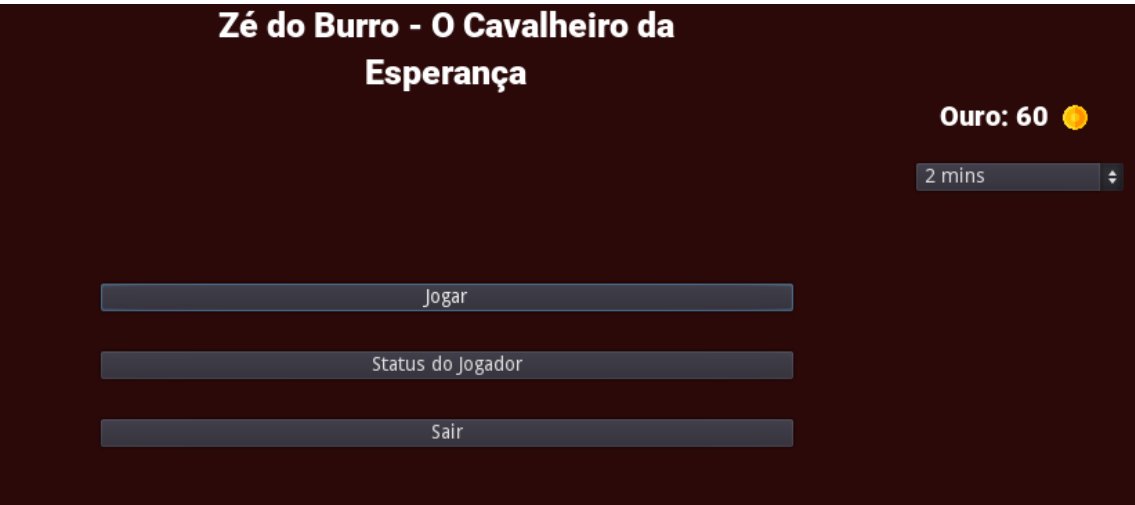 Zé do Burro - O Cavalheiro da
Esperança
Ouro: 60
2 mins
Jogar
Status do Jogador
Sair